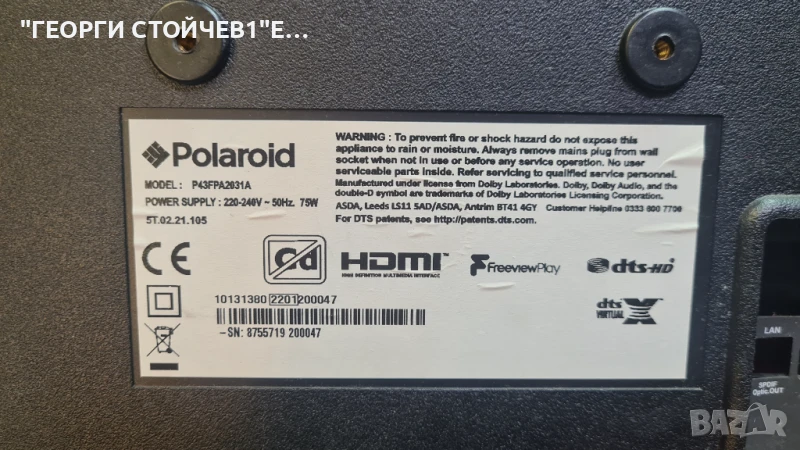 "ГЕОРГИ СТОЙЧЕВ1"Е...
Polaroid
MODEL : P43FPA2031A
POWER SUPPLY : 220-240V ~ 50Hz. 75W
5T.02.21.105
WARNING : To prevent fire or shock hazard do not expose this
appliance to rain or moisture. Always remove mains plug from wall
socket when not in use or before any service operation. No user
serviceable parts inside. Refer servicing to qualified service personnel.
Manufactured under license from Dolby Laboratories. Dolby, Dolby Audio, and the
double-D symbol are trademarks of Dolby Laboratories Licensing Corporation.
ASDA, Leeds LS11 5AD/ASDA, Antrim BT41 4GY Customer Helpline 0333 600 7706
For DTS patents, see http://patents.dts.com.
CE
Cd
HDMI
HIGH DEFINITION MULTIMEDIA INTERFACE
FreeviewPlay
dts-HD
dts
VIRTUAL X
10131380 2201 200047
-SN: 8755719 200047
LAN
SPDIF
Optic.OUT
BAZAR
bg